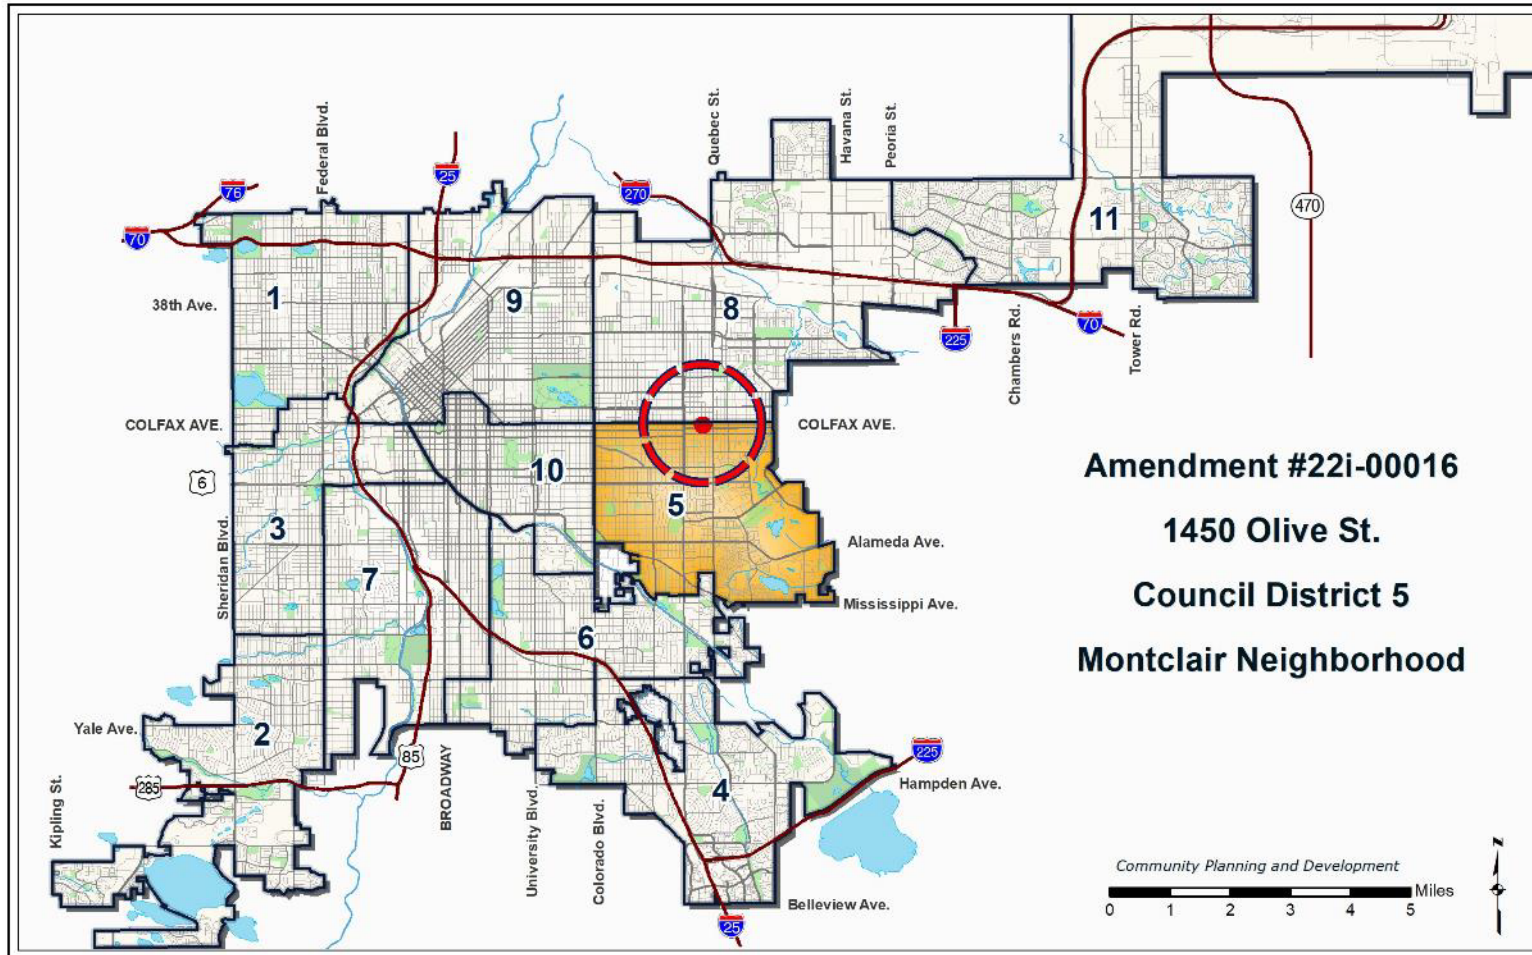 Federal Blvd.
Quebec St.
Havana St.
Peoria St.
76
25
270
70
470
11
38th Ave.
1
9
8
225
70
Chambers Rd.
Tower Rd.
COLFAX AVE.
COLFAX AVE.
6
10
5
3
Sheridan Blvd.
7
Alameda Ave.
Mississippi Ave.
6
Amendment #22i-00016
1450 Olive St.
Council District 5
Montclair Neighborhood
Yale Ave.
2
85
BROADWAY
225
Hampden Ave.
285
4
Kipling St.
University Blvd.
Colorado Blvd.
Belleview Ave.
25
Community Planning and Development
Miles
0 1 2 3 4 5
N